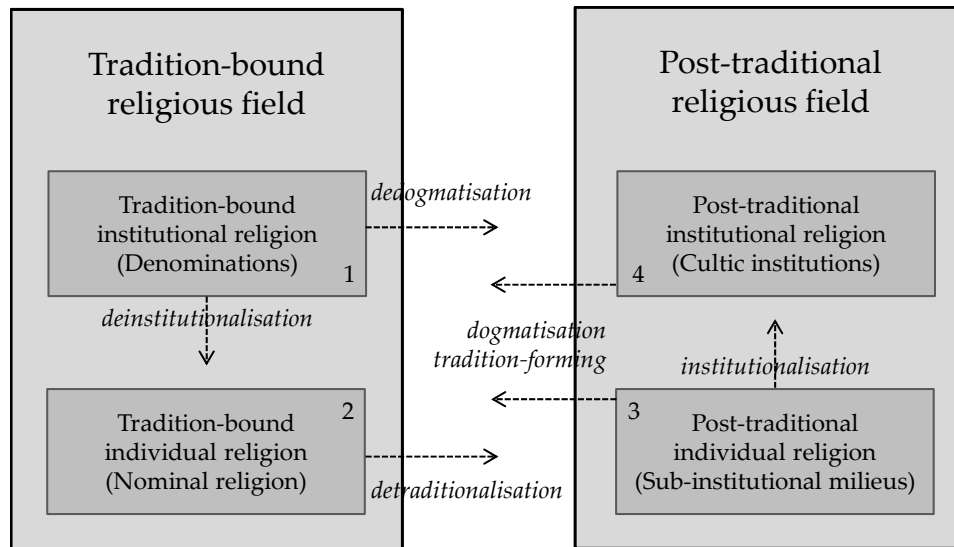 Tradition-bound
religious field
Post-traditional
religious field
Tradition-bound
institutional religion
(Denominations)
1
dedogmatisation
Post-traditional
institutional religion
(Cultic institutions)
4
deinstitutionalisation
dogmatisation
tradition-forming
institutionalisation
Tradition-bound
individual religion
(Nominal religion)
2
detraditionalisation
Post-traditional
individual religion
(Sub-institutional milieus)
3